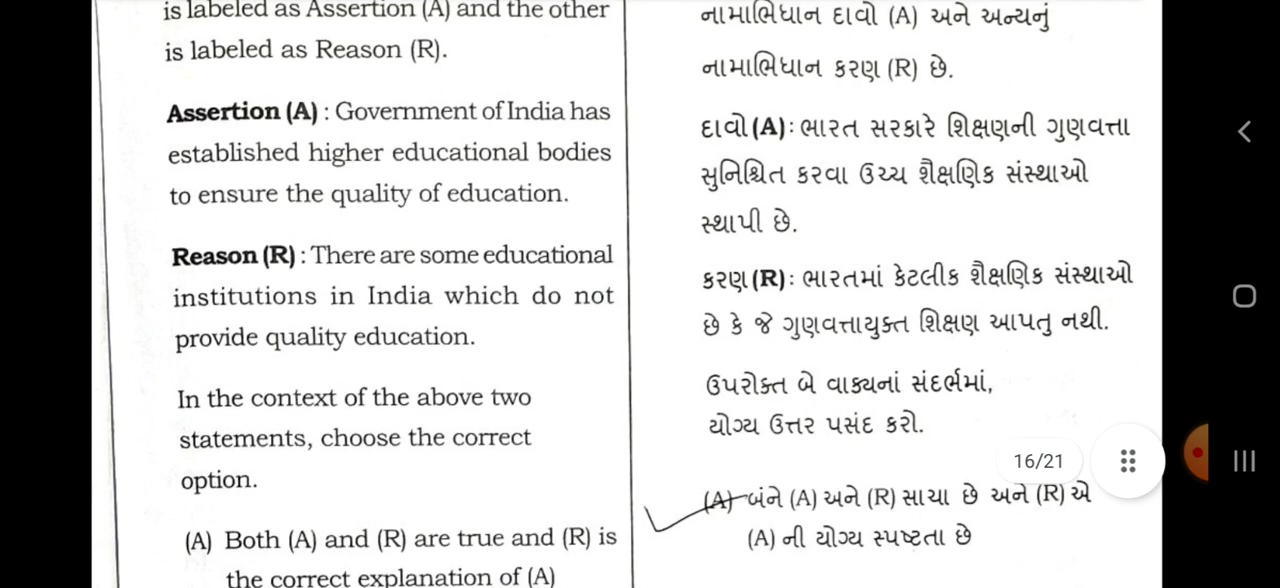 is labeled as Assertion (A) and the other
is labeled as Reason (R).
Assertion (A) : Government of India has
established higher educational bodies
to ensure the quality of education.
Reason (R) : There are some educational
institutions in India which do not
provide quality education.
In the context of the above two
statements, choose the correct
option.
(A) Both (A) and (R) are true and (R) is
the correct explanation of (A)
નામાભિધાન દાવો (A) અને અન્યનું
નામાભિધાન કરણ (R) છે.
દાવો (A): ભારત સરકારે શિક્ષણની ગુણવત્તા
સુનિશ્ચિત કરવા ઉચ્ચ શૈક્ષણિક સંસ્થાઓ
સ્થાપી છે.
કરણ (R): ભારતમાં કેટલીક શૈક્ષણિક સંસ્થાઓ
છે કે જે ગુણવત્તાયુક્ત શિક્ષણ આપતુ નથી.
ઉપરોક્ત બે વાક્યનાં સંદર્ભમાં,
યોગ્ય ઉત્તર પસંદ કરો.
(A) બંને (A) અને (R) સાચા છે અને (R) એ
(A) ની યોગ્ય સ્પષ્ટતા છે
16/21